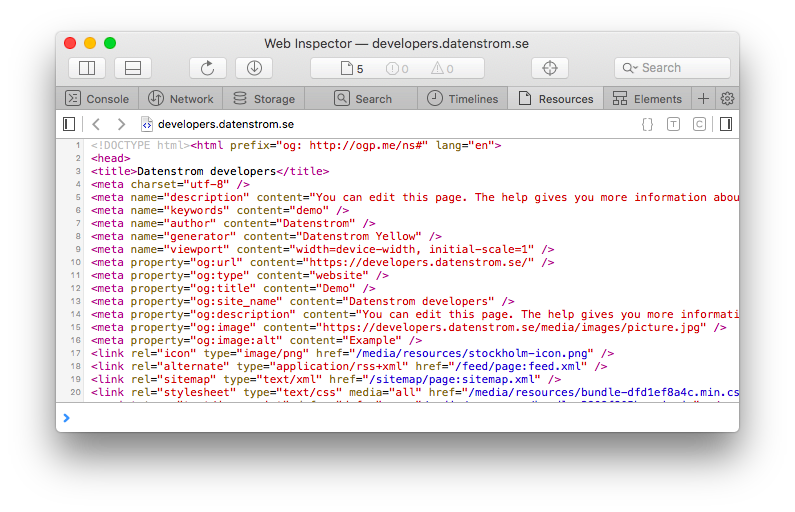 Web Inspector — developers.datenstrom.se
5 0 0 Search
Console Network Storage Search Timelines Resources Elements
developers.datenstrom.se {} T C
1 <!DOCTYPE html><html prefix="og: http://ogp.me/ns#" lang="en">
2 <head>
3 <title>Datenstrom developers</title>
4 <meta charset="utf-8" />
5 <meta name="description" content="You can edit this page. The help gives you more information abou
6 <meta name="keywords" content="demo" />
7 <meta name="author" content="Datenstrom" />
8 <meta name="generator" content="Datenstrom Yellow" />
9 <meta name="viewport" content="width=device-width, initial-scale=1" />
10 <meta property="og:url" content="https://developers.datenstrom.se/" />
11 <meta property="og:type" content="website" />
12 <meta property="og:title" content="Demo" />
13 <meta property="og:site_name" content="Datenstrom developers" />
14 <meta property="og:description" content="You can edit this page. The help gives you more informati
15 <meta property="og:image" content="https://developers.datenstrom.se/media/images/picture.jpg" />
16 <meta property="og:image:alt" content="Example" />
17 <link rel="icon" type="image/png" href="/media/resources/stockholm-icon.png" />
18 <link rel="alternate" type="application/rss+xml" href="/feed/page:feed.xml" />
19 <link rel="sitemap" type="text/xml" href="/sitemap/page:sitemap.xml" />
20 <link rel="stylesheet" type="text/css" media="all" href="/media/resources/bundle-dfd1ef8a4c.min.cs